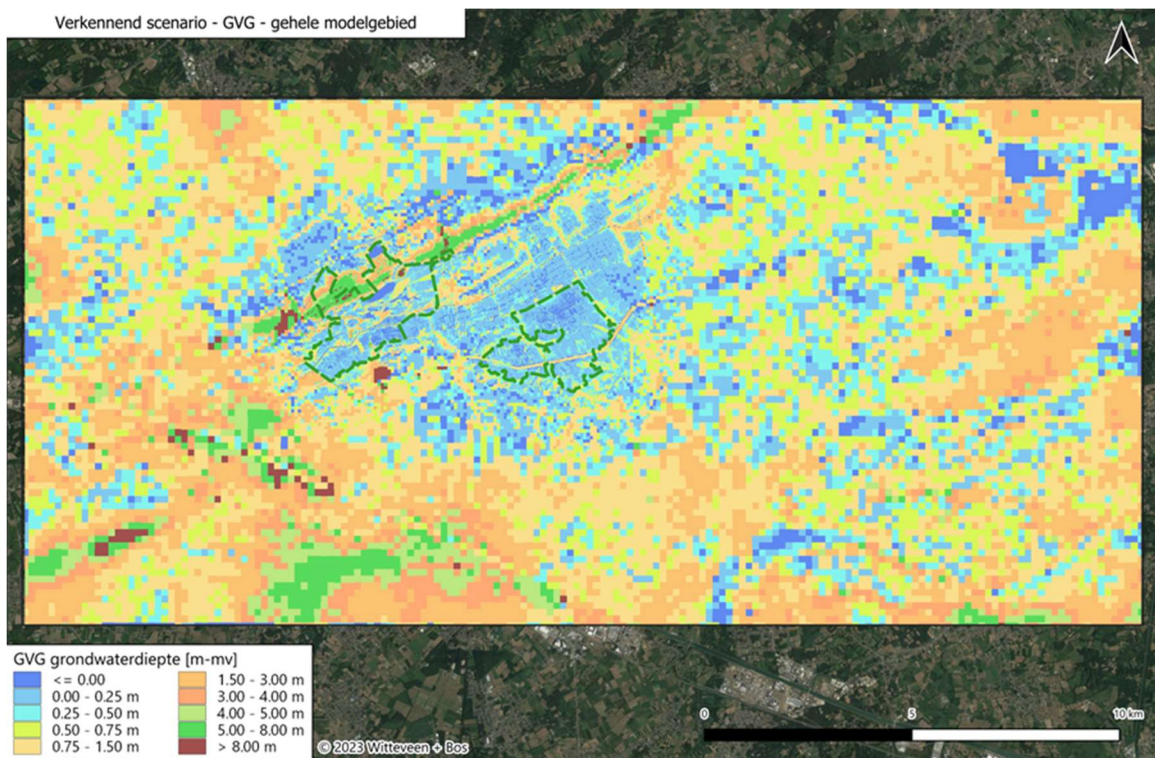 Verkennend scenario - GVG - gehele modelgebied
GVG grondwaterdiepte [m-mv]
<= 0.00
0.00 - 0.25 m
0.25 - 0.50 m
0.50 - 0.75 m
0.75 - 1.50 m
1.50 - 3.00 m
3.00 - 4.00 m
4.00 - 5.00 m
5.00 - 8.00 m
> 8.00 m
© 2023 Witteveen + Bos
0 5 10 km